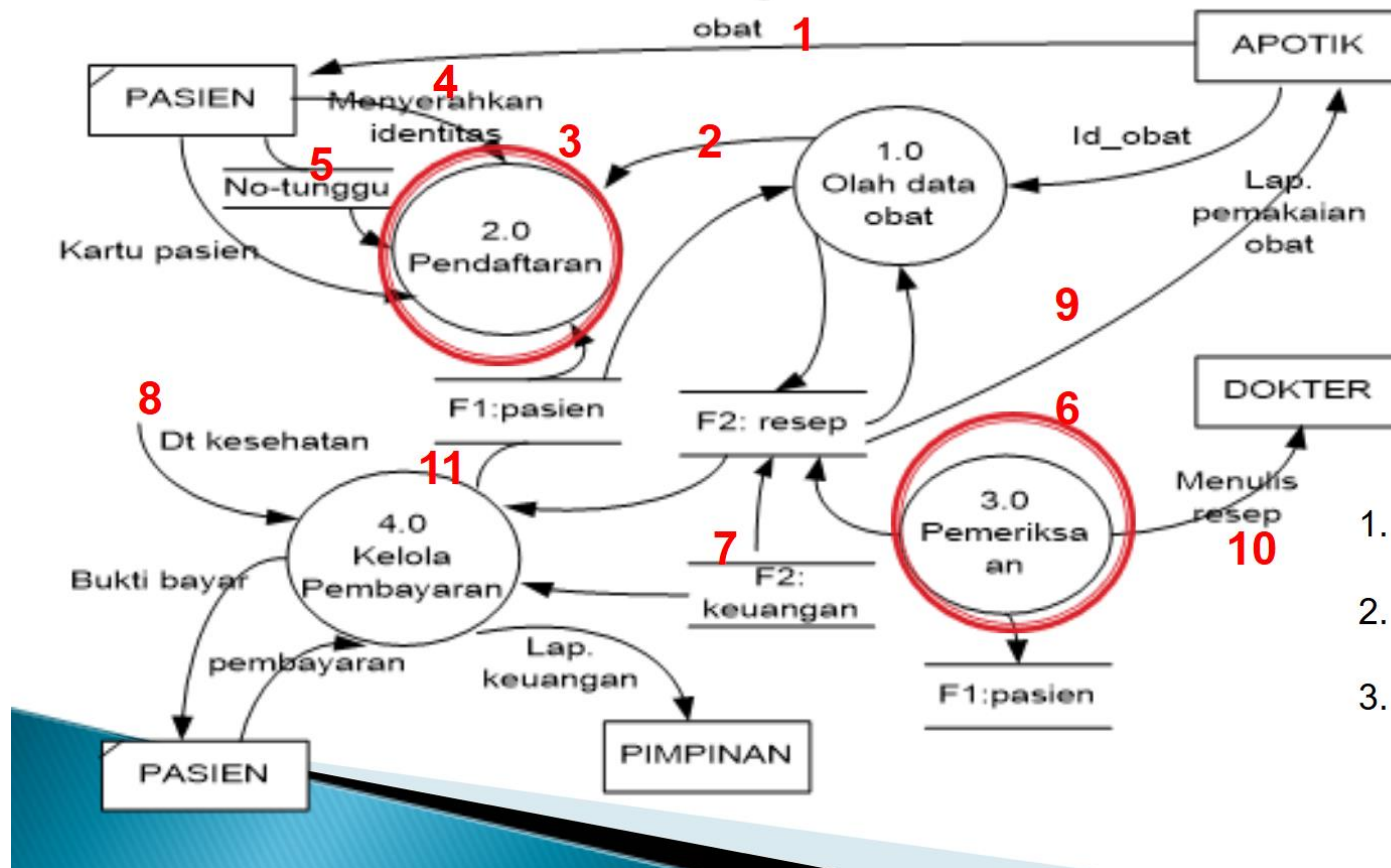 obat
1
APOTIK
PASIEN
4
Menyerahkan
identitas
3
2
1.0
Olah data
obat
Id_obat
5
No-tunggu
Lap.
pemakaian
obat
2.0
Pendaftaran
Kartu pasien
9
8
Dt kesehatan
F1:pasien
F2: resep
6
DOKTER
11
4.0
Kelola
Pembayaran
3.0
Pemeriksa
an
Menulis
resep
10
1.
7
F2:
keuangan
Bukti bayar
2.
pembayaran
Lap.
keuangan
F1:pasien
3.
PASIEN
PIMPINAN